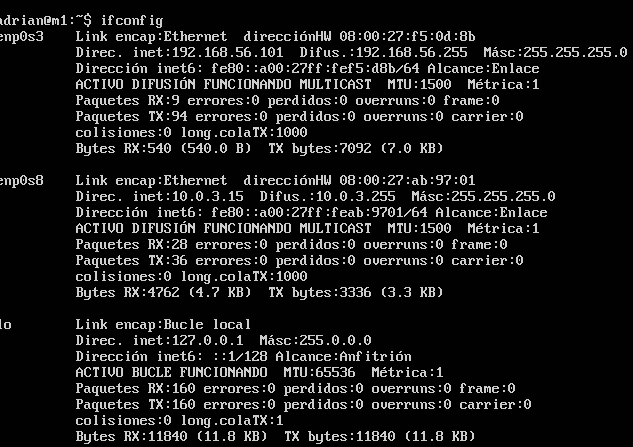 adrian@m1:~$ ifconfig
enp0s3 Link encap:Ethernet direcciónHW 08:00:27:f5:0d:8b
Direc. inet:192.168.56.101 Difus.:192.168.56.255 Másc:255.255.255.0
Dirección inet6: fe80::a00:27ff:fef5:d8b/64 Alcance:Enlace
ACTIVO DIFUSIÓN FUNCIONANDO MULTICAST MTU:1500 Métrica:1
Paquetes RX:9 errores:0 perdidos:0 overruns:0 frame:0
Paquetes TX:94 errores:0 perdidos:0 overruns:0 carrier:0
colisiones:0 long.colaTX:1000
Bytes RX:540 (540.0 B) TX bytes:7092 (7.0 KB)
enp0s8 Link encap:Ethernet direcciónHW 08:00:27:ab:97:01
Direc. inet:10.0.3.15 Difus.:10.0.3.255 Másc:255.255.255.0
Dirección inet6: fe80::a00:27ff:feab:9701/64 Alcance:Enlace
ACTIVO DIFUSIÓN FUNCIONANDO MULTICAST MTU:1500 Métrica:1
Paquetes RX:28 errores:0 perdidos:0 overruns:0 frame:0
Paquetes TX:36 errores:0 perdidos:0 overruns:0 carrier:0
colisiones:0 long.colaTX:1000
Bytes RX:4762 (4.7 KB) TX bytes:3336 (3.3 KB)
lo Link encap:Bucle local
Direc. inet:127.0.0.1 Másc:255.0.0.0
Dirección inet6: ::1/128 Alcance:Anfitrión
ACTIVO BUCLE FUNCIONANDO MTU:65536 Métrica:1
Paquetes RX:160 errores:0 perdidos:0 overruns:0 frame:0
Paquetes TX:160 errores:0 perdidos:0 overruns:0 carrier:0
colisiones:0 long.colaTX:1
Bytes RX:11840 (11.8 KB) TX bytes:11840 (11.8 KB)